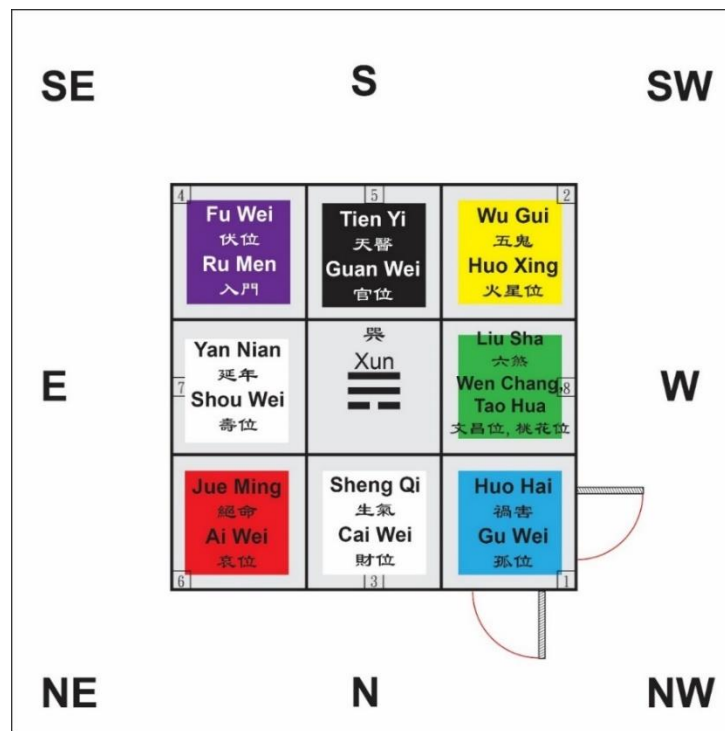 SE
S
SW
4
5
2
Fu Wei
伏位
Ru Men
入門
Tien Yi
天醫
Guan Wei
官位
Wu Gui
五鬼
Huo Xing
火星位
E
7
Yan Nian
延年
Shou Wei
壽位
巽
Xun
Liu Sha
六煞
Wen Chang,
Tao Hua
文昌位, 桃花位
8
W
Jue Ming
絕命
Ai Wei
哀位
Sheng Qi
生氣
Cai Wei
財位
Huo Hai
禍害
Gu Wei
孤位
6
3
1
NE
N
NW